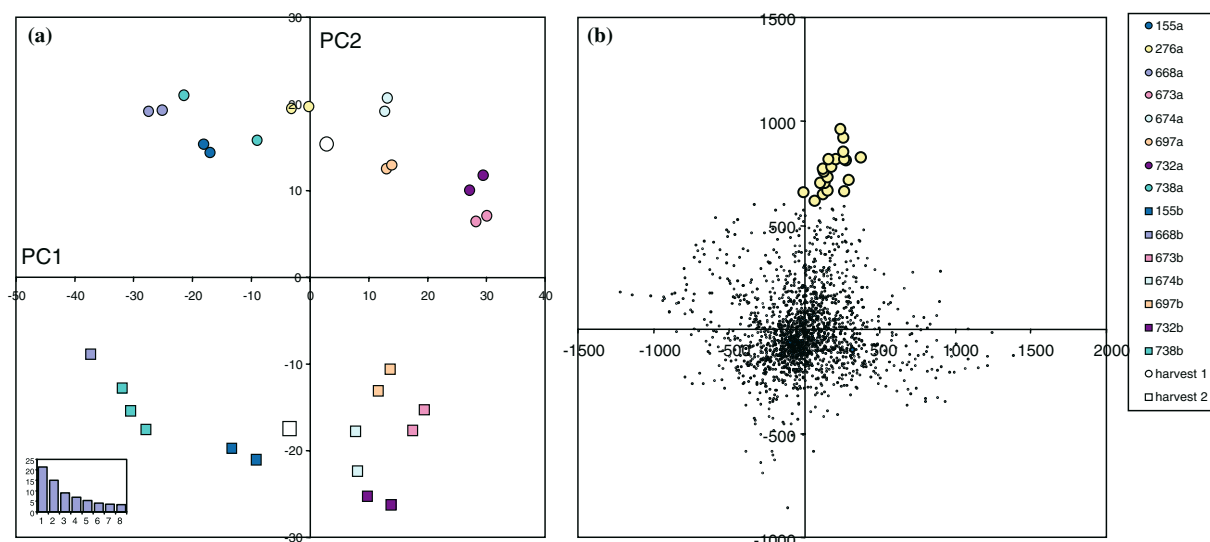 (a)
PC2
PC1
30
20
10
0
-10
-20
-30
-50 -40 -30 -20 -10 0 10 20 30 40
25
20
15
10
5
0
1 2 3 4 5 6 7 8
(b)
1500
1000
500
-500
-1000
-1500 -1000 -500 500 1000 1500 2000
155a
276a
668a
673a
674a
697a
732a
738a
155b
668b
673b
674b
697b
732b
738b
harvest 1
harvest 2